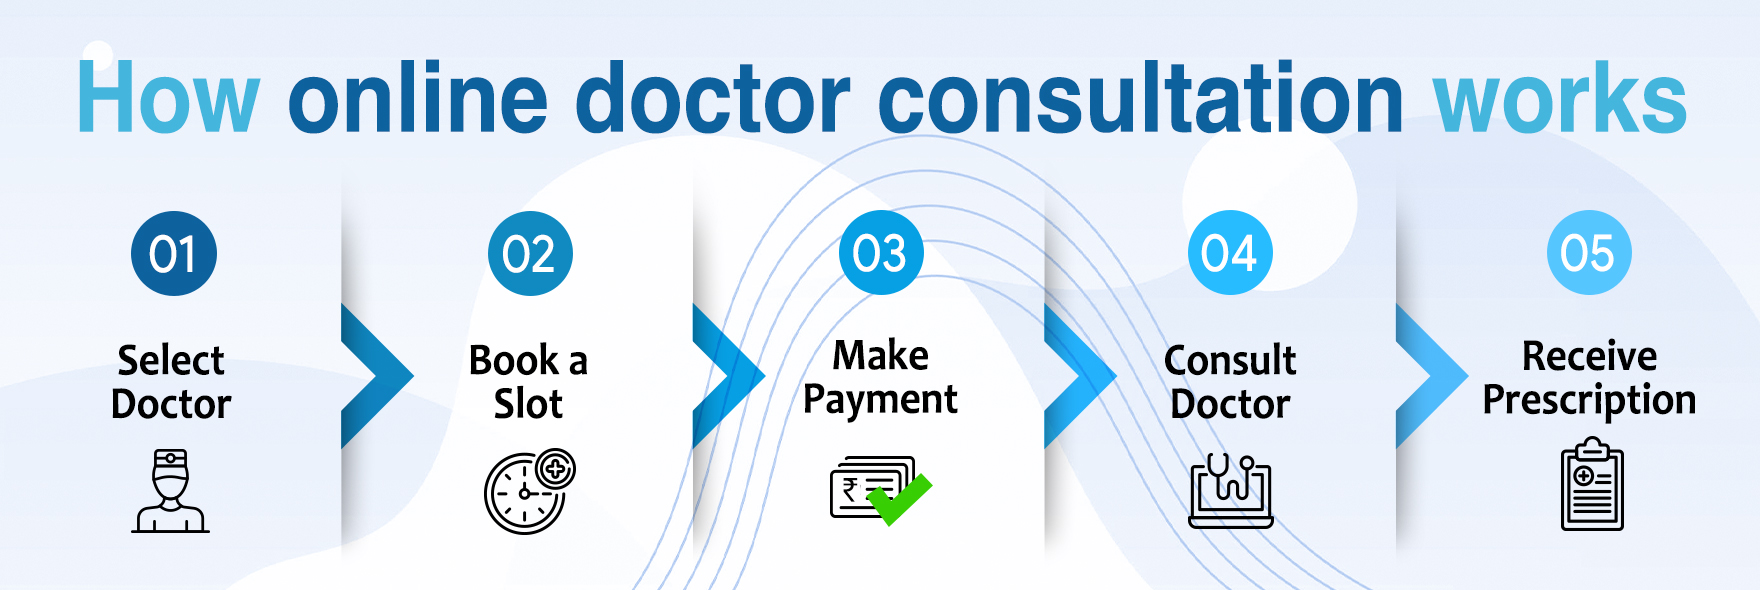 How online doctor consultation works
01
Select
Doctor
02
Book a
Slot
03
Make
Payment
₹
04
Consult
Doctor
05
Receive
Prescription